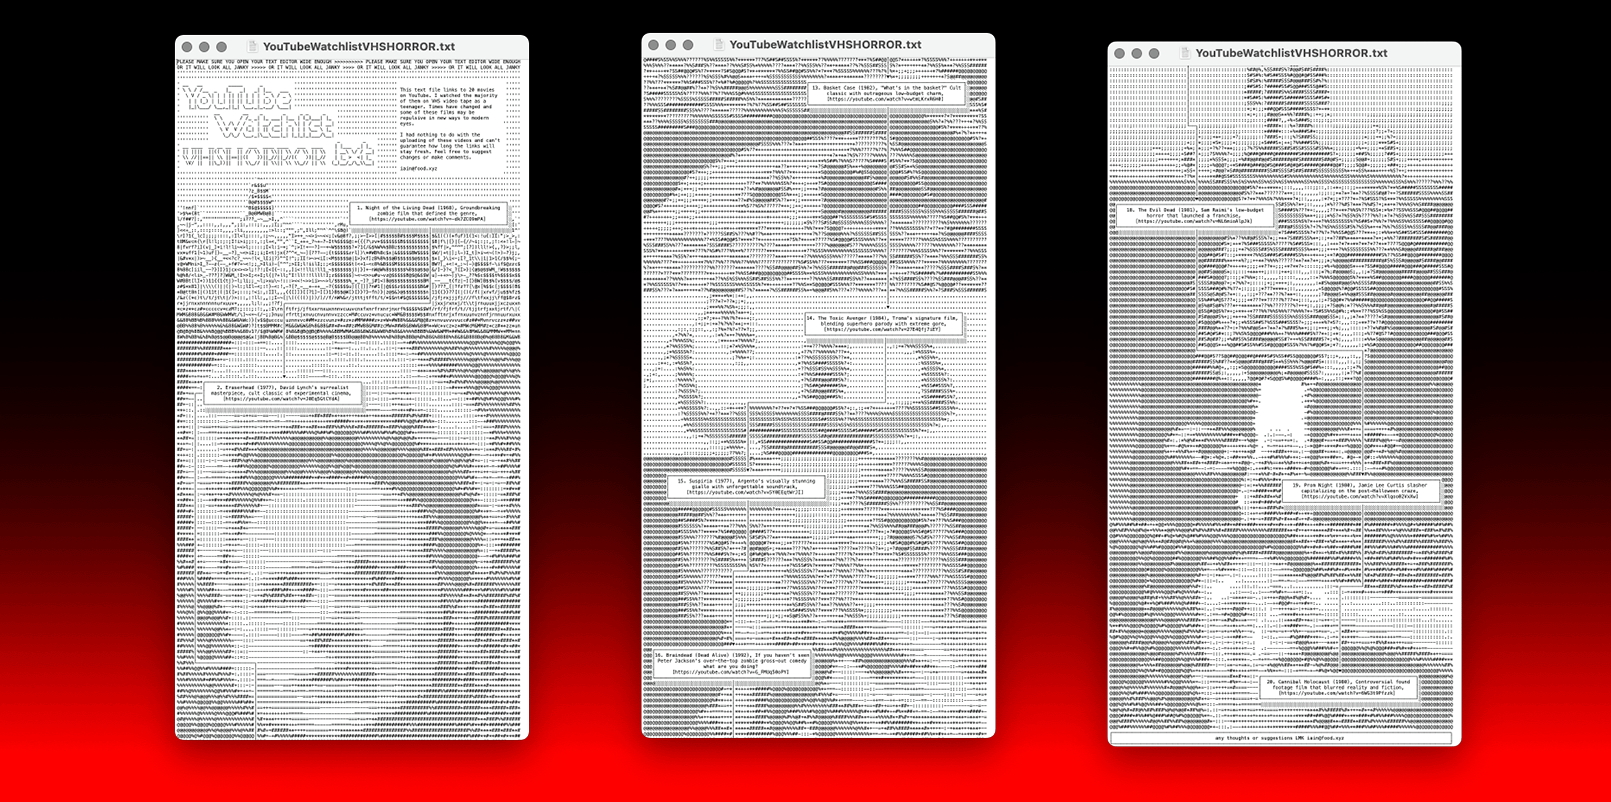 YouTubeWatchlistVHSHORROR.txt
PLEASE MAKE SURE YOU OPEN YOUR TEXT EDITOR WIDE ENOUGH >>>>>>>>>> PLEASE MAKE SURE YOU OPEN YOUR TEXT EDITOR WIDE ENOUGH
OR IT WILL LOOK ALL JANKY >>>>> OR IT WILL LOOK ALL JANKY >>>> OR IT WILL LOOK ALL JANKY >>>>> OR IT WILL LOOK ALL JANKY
YouTube
Watchlist
VHS HORROR txt
This text file links to 20 movies
on YouTube. I watched the majority
of them on VHS video tape as a
teenager. Times have changed and
some of these films may be
repulsive in new ways to modern
eyes.
I had nothing to do with the
uploading of these videos and can't
guarantee how long the links will
stay fresh. Feel free to suggest
changes or make comments.
iain@food.xyz
1. Night of the Living Dead (1968), Groundbreaking
zombie film that defined the genre,
[https://youtube.com/watch?v=
2. Eraserhead (1977), David Lynch's surrealist
masterpiece, cult classic of experimental cinema,
[https://youtube.com/watch?v=
YouTubeWatchlistVHSHORROR.txt
13. Basket Case (1982), "What's in the basket?" Cult
classic with outrageous low-budget charm,
[https://youtube.com/watch?v=
14. The Toxic Avenger (1984), Troma's signature film,
blending superhero parody with extreme gore,
[https://youtube.com/watch?v=
15. Suspiria (1977), Argento's visually stunning
giallo with unforgettable soundtrack,
[https://youtube.com/watch?v=
16. Braindead (Dead Alive) (1992), If you haven't seen
Peter Jackson's over-the-top zombie gross-out comedy
what are you doing?
[https://youtube.com/watch?v=
YouTubeWatchlistVHSHORROR.txt
18. The Evil Dead (1981), Sam Raimi's low-budget
horror that launched a franchise,
[https://youtube.com/watch?v=
19. Prom Night (1980), Jamie Lee Curtis slasher
capitalizing on the post-Halloween craze,
[https://youtube.com/watch?v=
20. Cannibal Holocaust (1980), Controversial found
footage film that blurred reality and fiction,
[https://youtube.com/watch?v=
any thoughts or suggestions LMK iain@food.xyz